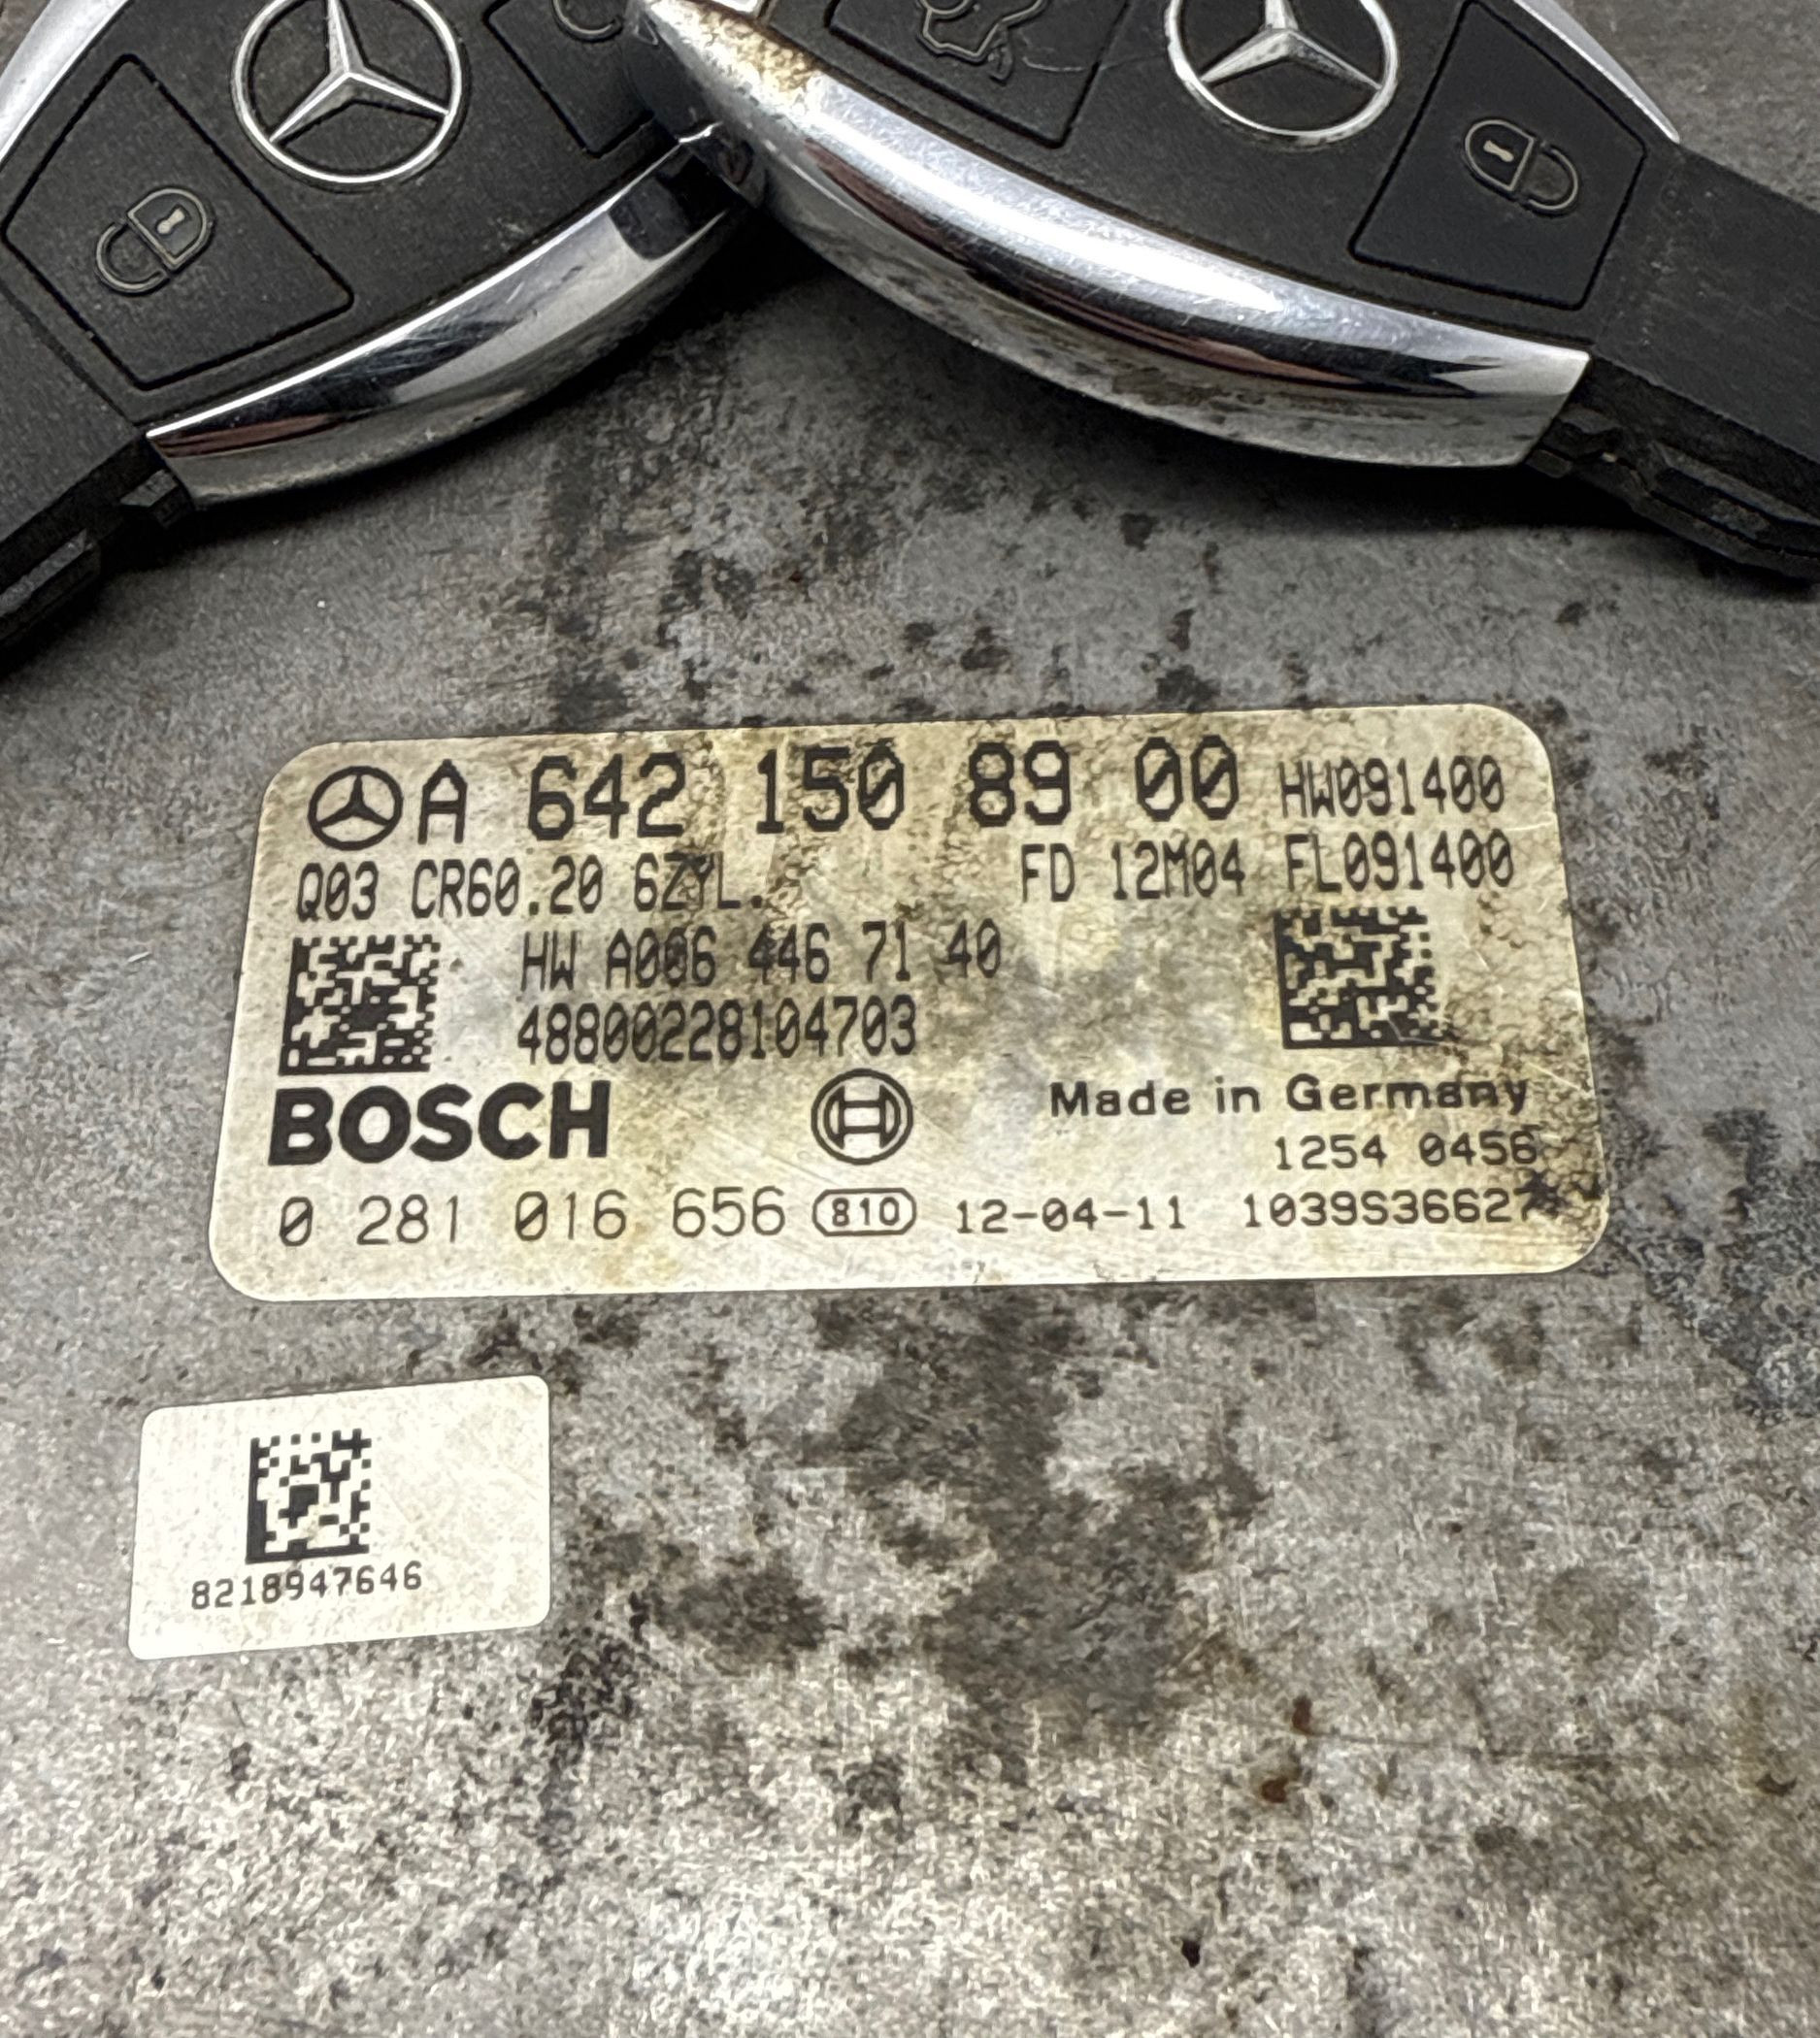 A 642 150 89 00 HW091400
Q03 CR60.20 6ZYL. FD 12M04 FL091400
HW A006 446 71 40
48800228104703
BOSCH Made in Germany
1254 0456
0 281 016 656 810 12-04-11 1039S36627
8218947646